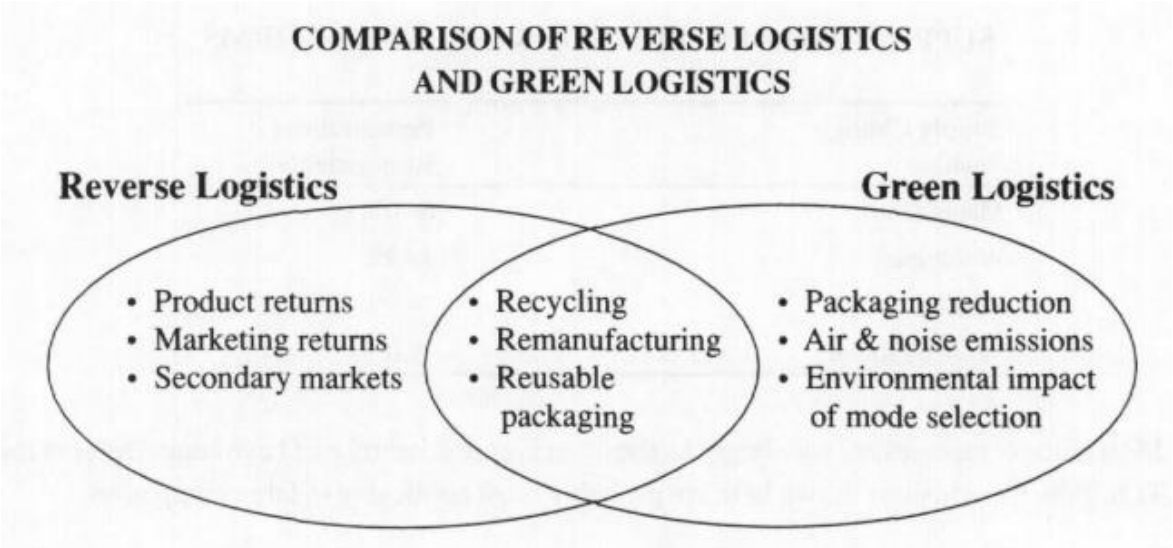 COMPARISON OF REVERSE LOGISTICS
AND GREEN LOGISTICS
Reverse Logistics
Green Logistics
• Product returns
• Marketing returns
• Secondary markets
• Recycling
• Remanufacturing
• Reusable
packaging
• Packaging reduction
• Air & noise emissions
• Environmental impact
of mode selection